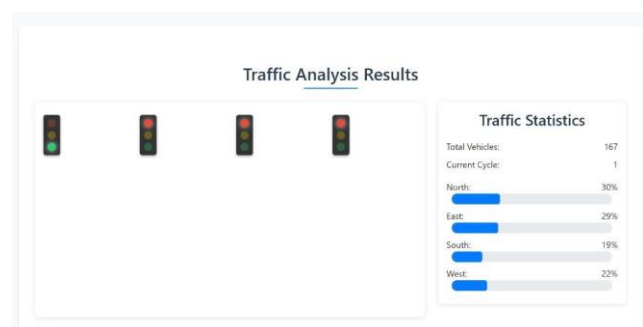 Traffic Analysis Results
Traffic Statistics
Total Vehicles: 167
Current Cycle: 1
North: 30%
East: 29%
South: 19%
West: 22%